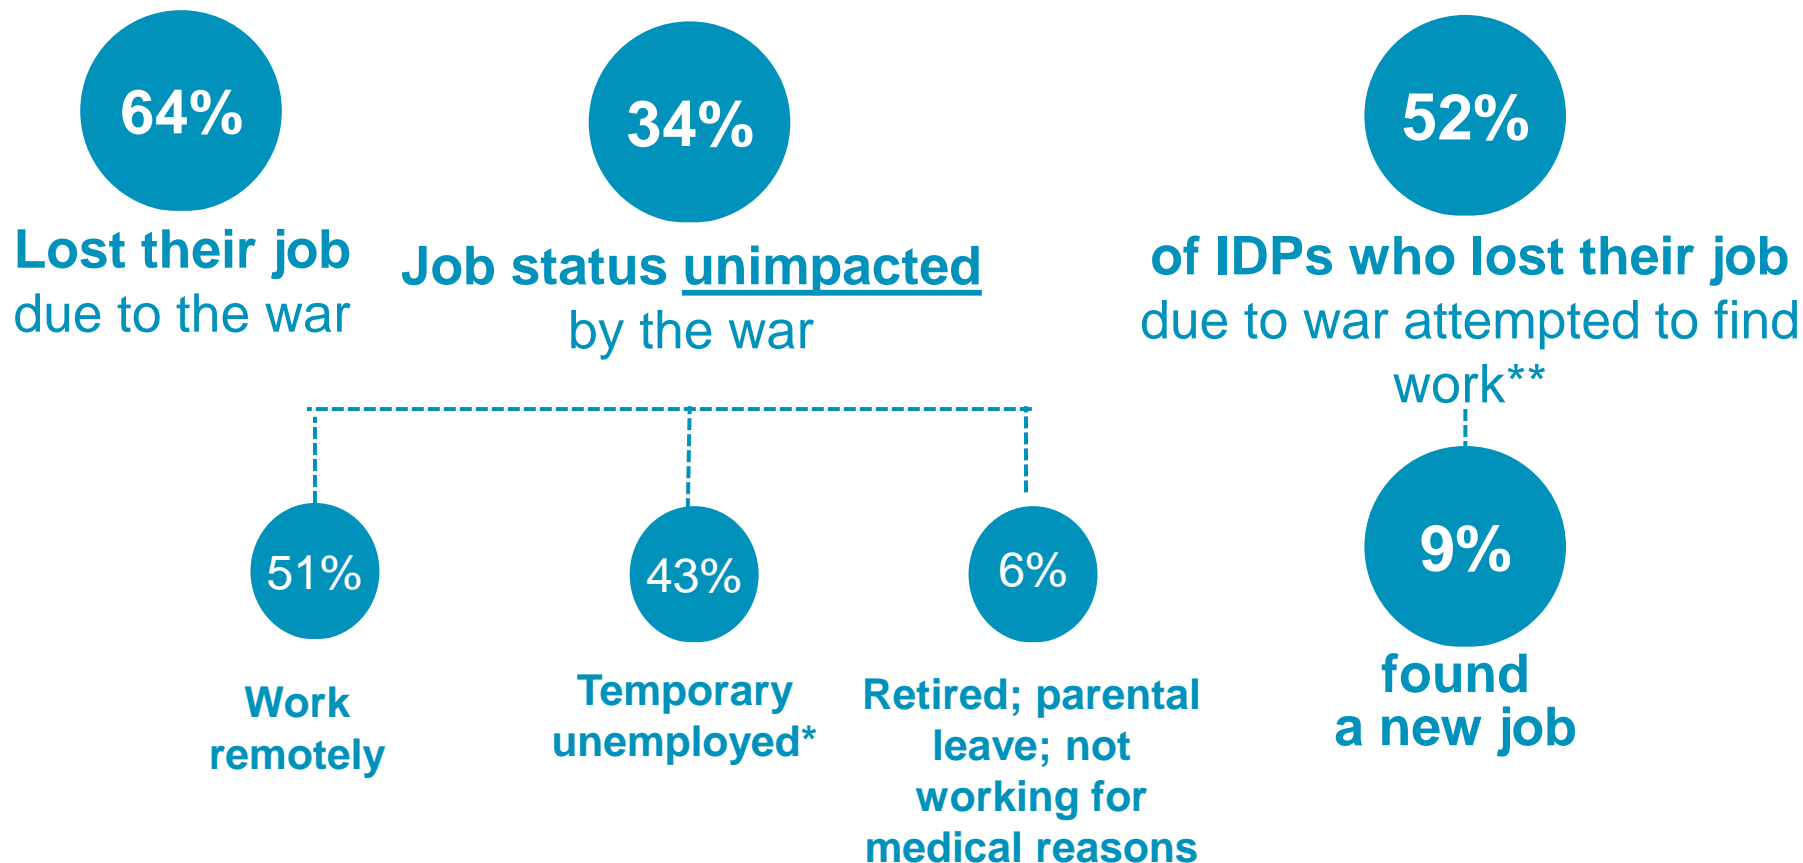 64%
Lost their job
due to the war
34%
Job status unimpacted
by the war
51%
Work
remotely
43%
Temporary
unemployed*
6%
Retired; parental
leave; not
working for
medical reasons
52%
of IDPs who lost their job
due to war attempted to find
work**
9%
found
a new job